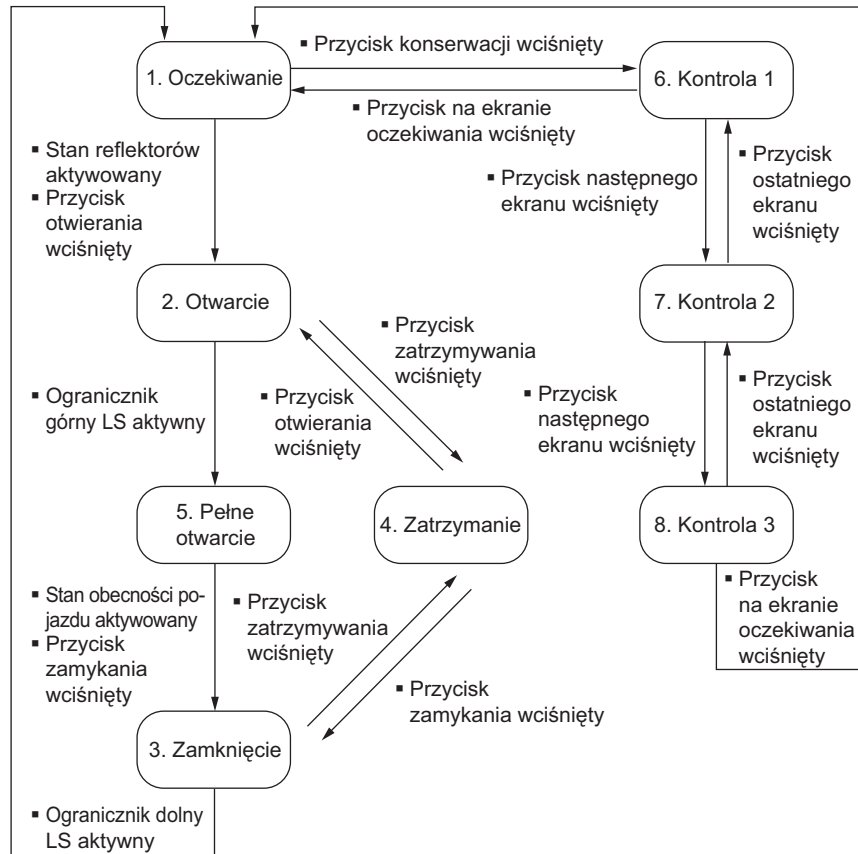 1. Oczekiwanie
▪ Przycisk konserwacji wciśnięty
6. Kontrola 1
▪ Przycisk na ekranie
oczekiwania wciśnięty
▪ Stan reflektorów
aktywowany
▪ Przycisk
otwierania
wciśnięty
▪ Przycisk następnego
ekranu wciśnięty
▪ Przycisk
ostatniego
ekranu
wciśnięty
2. Otwarcie
7. Kontrola 2
▪ Przycisk
zatrzymywania
wciśnięty
▪ Przycisk
otwierania
wciśnięty
▪ Ogranicznik
górny LS aktywny
▪ Przycisk
następnego
ekranu wciśnięty
▪ Przycisk
ostatniego
ekranu
wciśnięty
5. Pełne
otwarcie
4. Zatrzymanie
8. Kontrola 3
▪ Stan obecności po-
jazdu aktywowany
▪ Przycisk
zamykania
wciśnięty
▪ Przycisk
zatrzymywania
wciśnięty
▪ Przycisk
zamykania wciśnięty
▪ Przycisk
na ekranie
oczekiwania
wciśnięty
3. Zamknięcie
▪ Ogranicznik dolny
LS aktywny